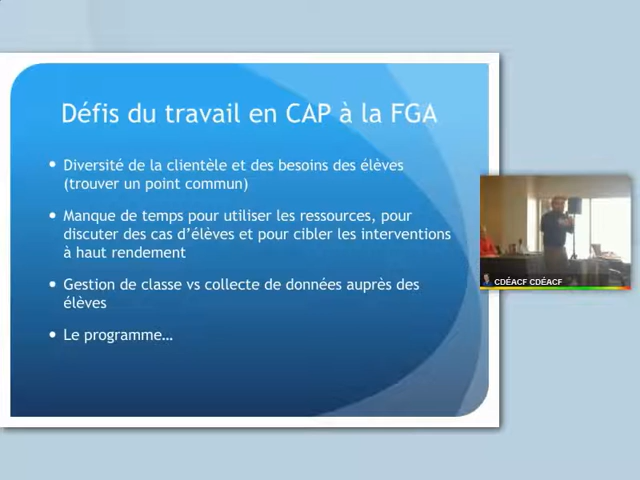 Défis du travail en CAP à la FGA
Diversité de la clientèle et des besoins des élèves
(trouver un point commun)
Manque de temps pour utiliser les ressources, pour
discuter des cas d'élèves et pour cibler les interventions
à haut rendement
Gestion de classe vs collecte de données auprès des
élèves
Le programme…
CDÉACF CDÉACF